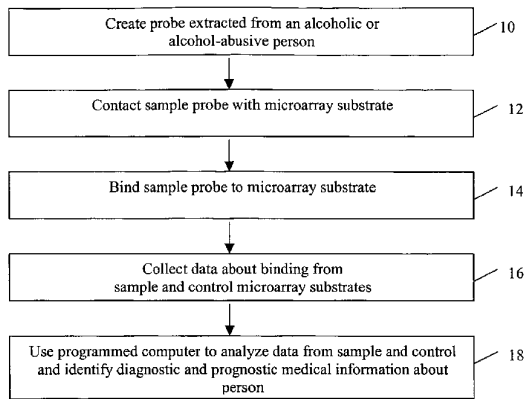 Create probe extracted from an alcoholic or
alcohol-abusive person
10
Contact sample probe with microarray substrate
12
Bind sample probe to microarray substrate
14
Collect data about binding from
sample and control microarray substrates
16
Use programmed computer to analyze data from sample and control
and identify diagnostic and prognostic medical information about
person
18